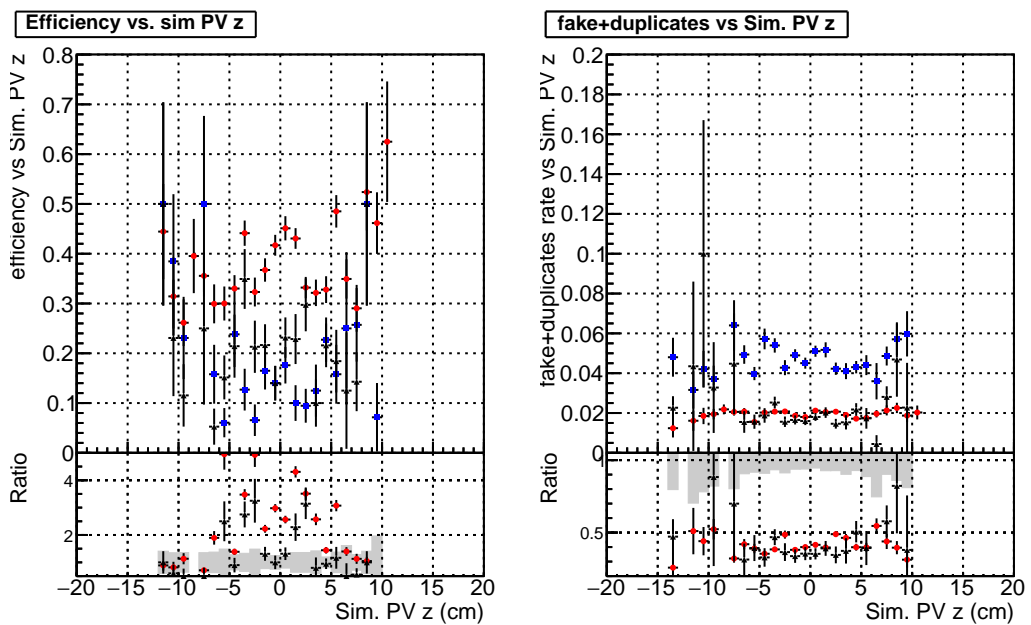 Efficiency vs. sim PV z
efficiency vs Sim. PV z
0.8
0.7
0.6
0.5
0.4
0.3
0.2
0.1
0
Ratio
4
2
−20 −15 −10 −5 0 5 10 15 20
Sim. PV z (cm)
fake+duplicates vs Sim. PV z
fake+duplicates rate vs Sim. PV z
0.2
0.18
0.16
0.14
0.12
0.1
0.08
0.06
0.04
0.02
0
Ratio
0.5
−20 −15 −10 −5 0 5 10 15 20
Sim. PV z (cm)